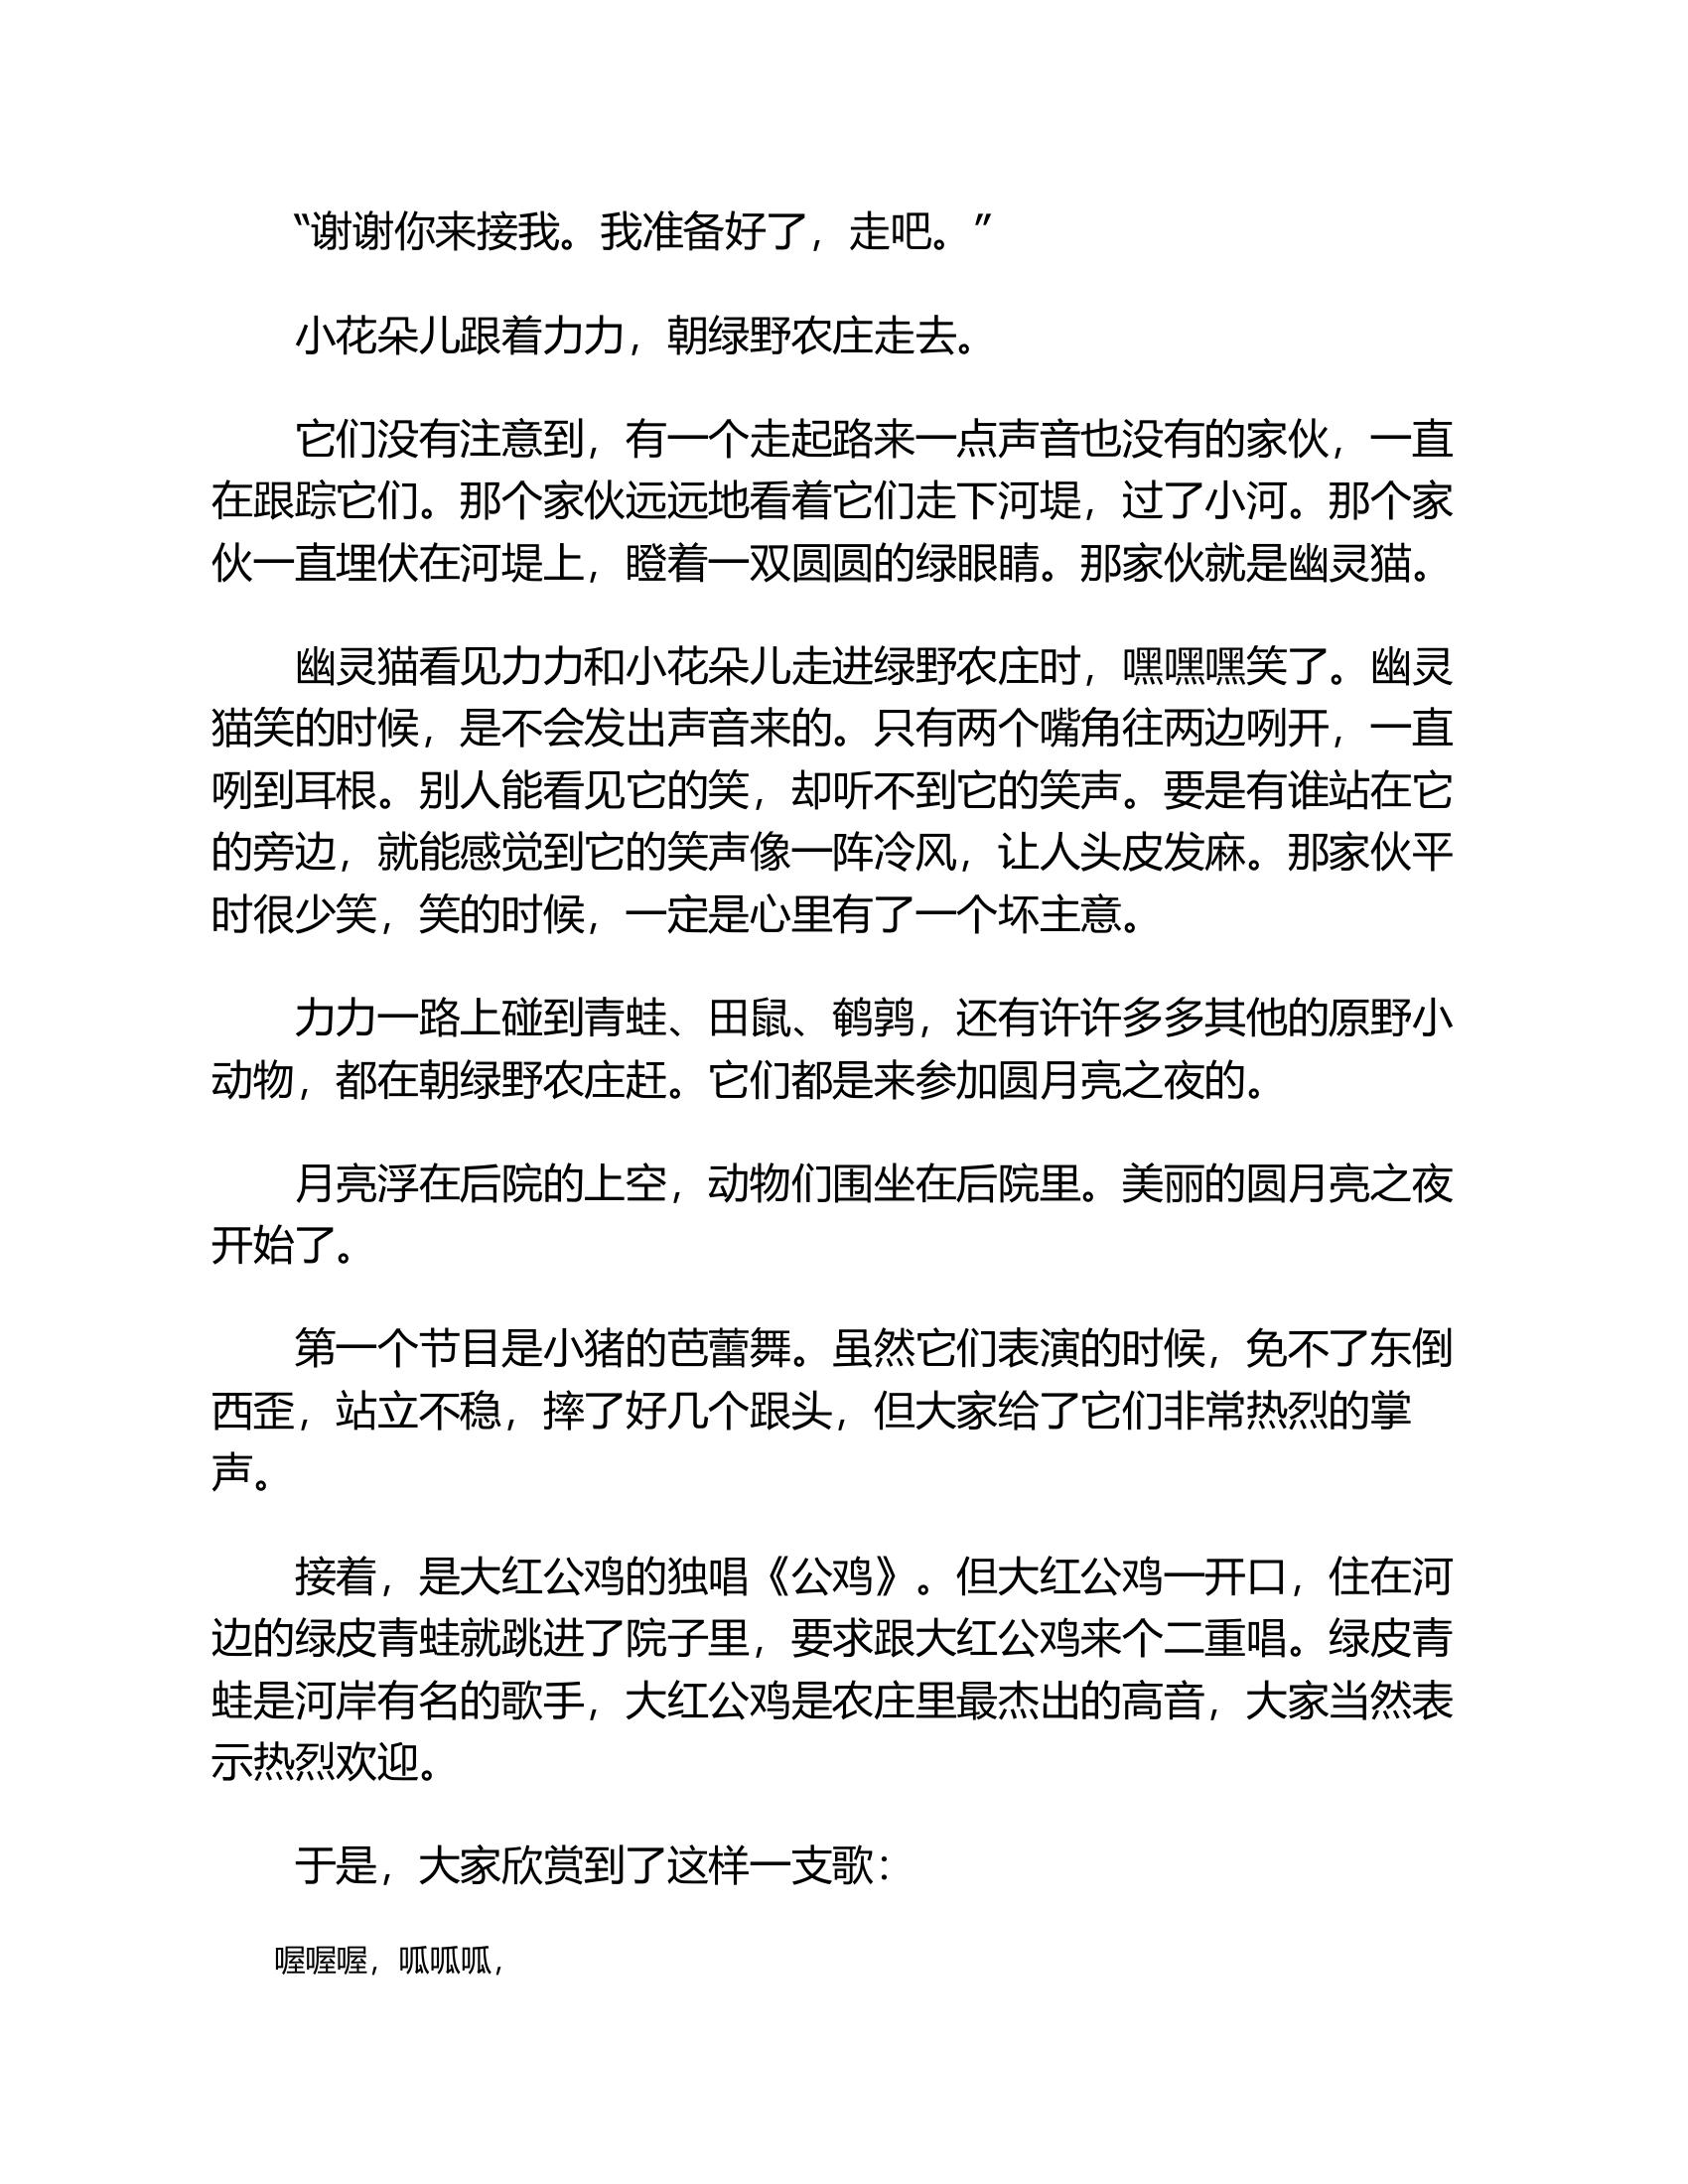 “谢谢你来接我。我准备好了，走吧。”
小花朵儿跟着力力，朝绿野农庄走去。
它们没有注意到，有一个走起路来一点声音也没有的家伙，一直
在跟踪它们。那个家伙远远地看着它们走下河堤，过了小河。那个家
伙一直埋伏在河堤上，瞪着一双圆圆的绿眼睛。那家伙就是幽灵猫。
幽灵猫看见力力和小花朵儿走进绿野农庄时，嘿嘿嘿笑了。幽灵
猫笑的时候，是不会发出声音来的。只有两个嘴角往两边咧开，一直
咧到耳根。别人能看见它的笑，却听不到它的笑声。要是有谁站在它
的旁边，就能感觉到它的笑声像一阵冷风，让人头皮发麻。那家伙平
时很少笑，笑的时候，一定是心里有了一个坏主意。
力力一路上碰到青蛙、田鼠、鹌鹑，还有许许多多其他的原野小
动物，都在朝绿野农庄赶。它们都是来参加圆月亮之夜的。
月亮浮在后院的上空，动物们围坐在后院里。美丽的圆月亮之夜
开始了。
第一个节目是小猪的芭蕾舞。虽然它们表演的时候，免不了东倒
西歪，站立不稳，摔了好几个跟头，但大家给了它们非常热烈的掌
声。
接着，是大红公鸡的独唱《公鸡》。但大红公鸡一开口，住在河
边的绿皮青蛙就跳进了院子里，要求跟大红公鸡来个二重唱。绿皮青
蛙是河岸有名的歌手，大红公鸡是农庄里最杰出的高音，大家当然表
示热烈欢迎。
于是，大家欣赏到了这样一支歌：
喔喔喔，呱呱呱，